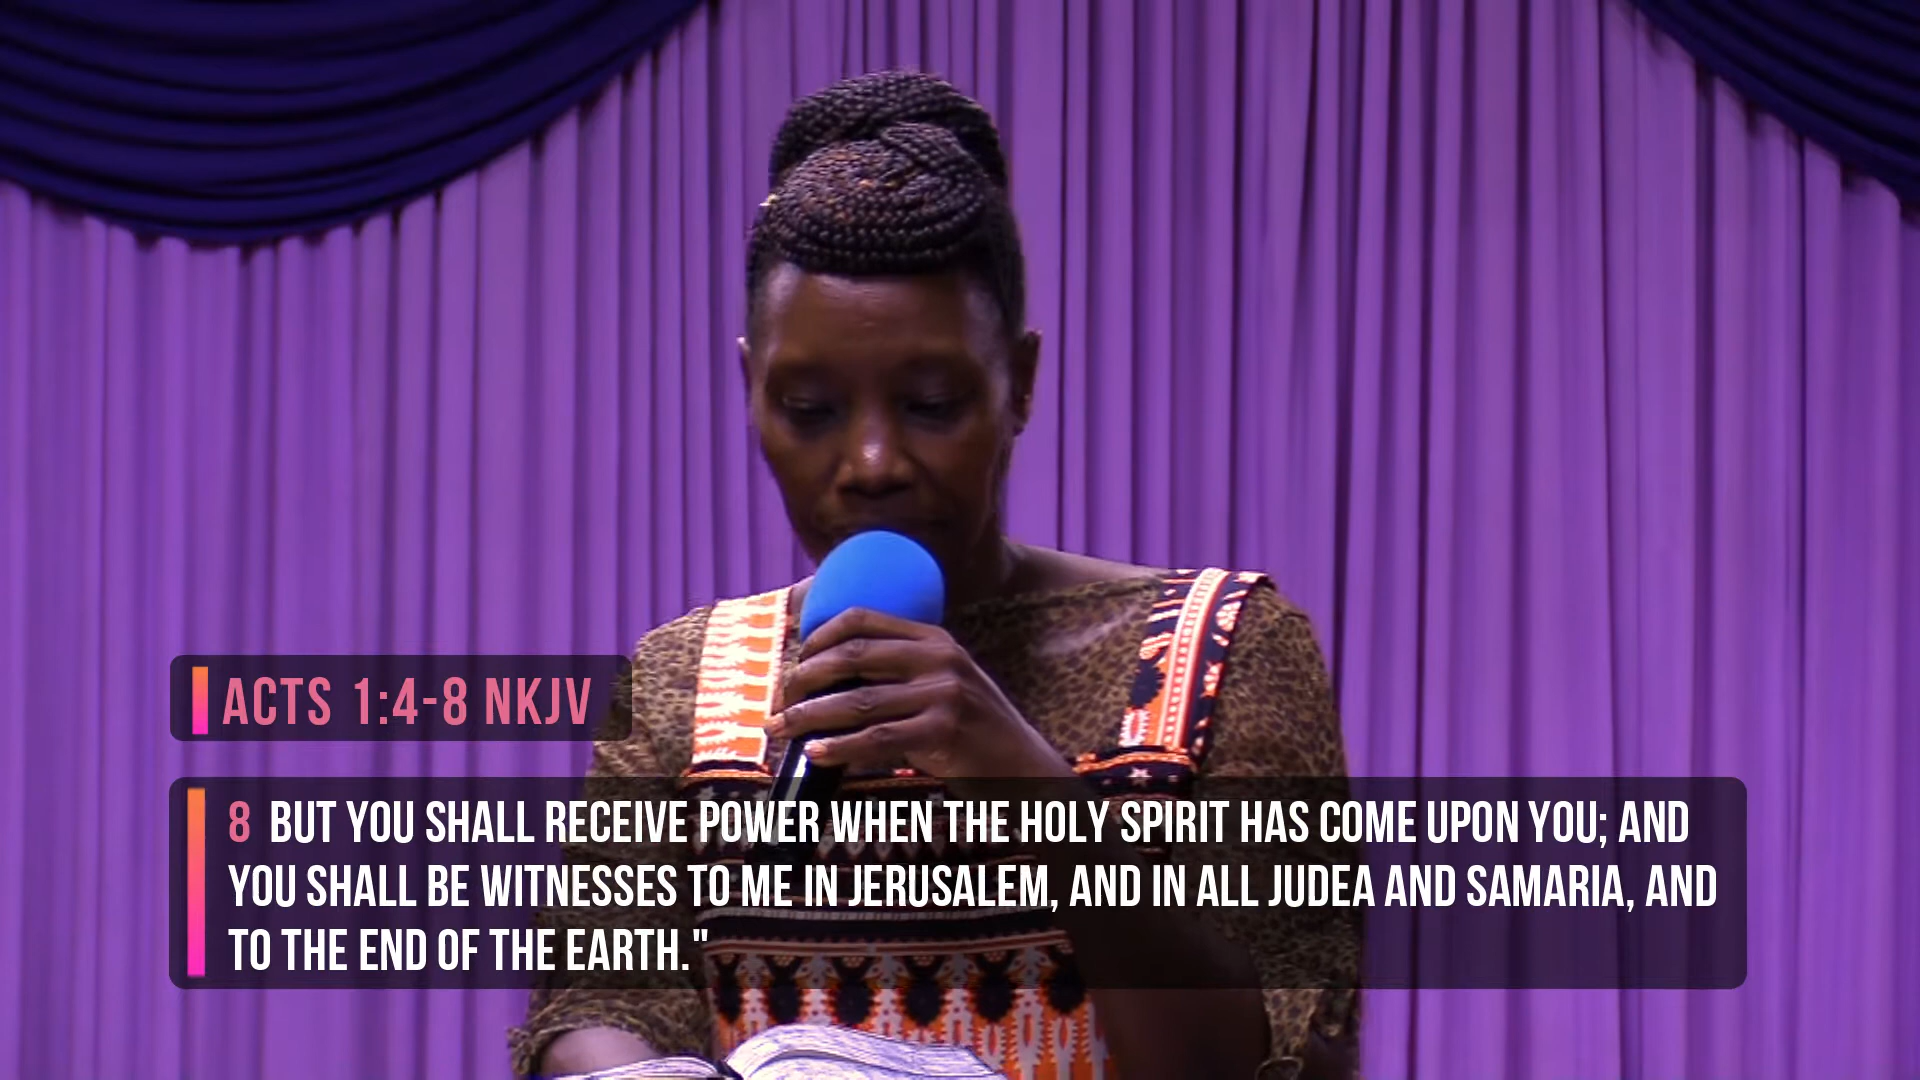 ACTS 1:4-8 NKJV
8 BUT YOU SHALL RECEIVE POWER WHEN THE HOLY SPIRIT HAS COME UPON YOU; AND
YOU SHALL BE WITNESSES TO ME IN JERUSALEM, AND IN ALL JUDEA AND SAMARIA, AND
TO THE END OF THE EARTH."